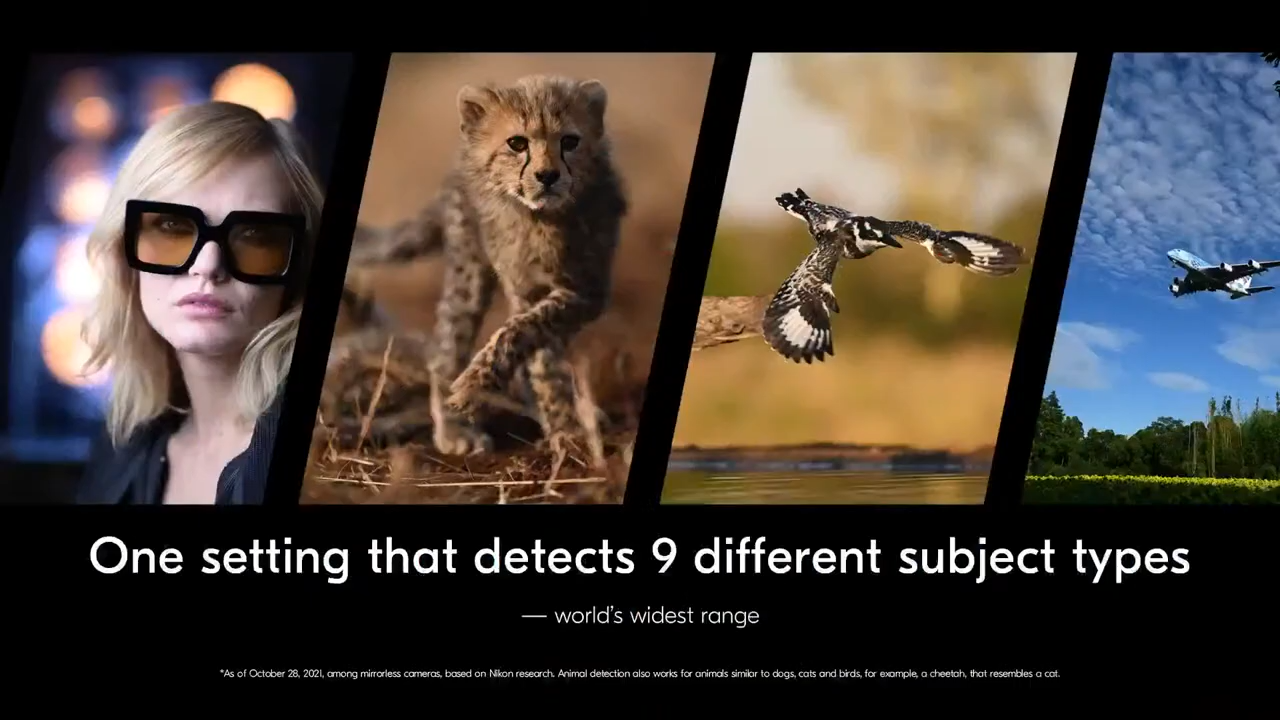 One setting that detects 9 different subject types
— world's widest range
*As of October 28, 2021, among mirrorless cameras, based on Nikon research. Animal detection also works for animals similar to dogs, cats and birds, for example, a cheetah, that resembles a cat.